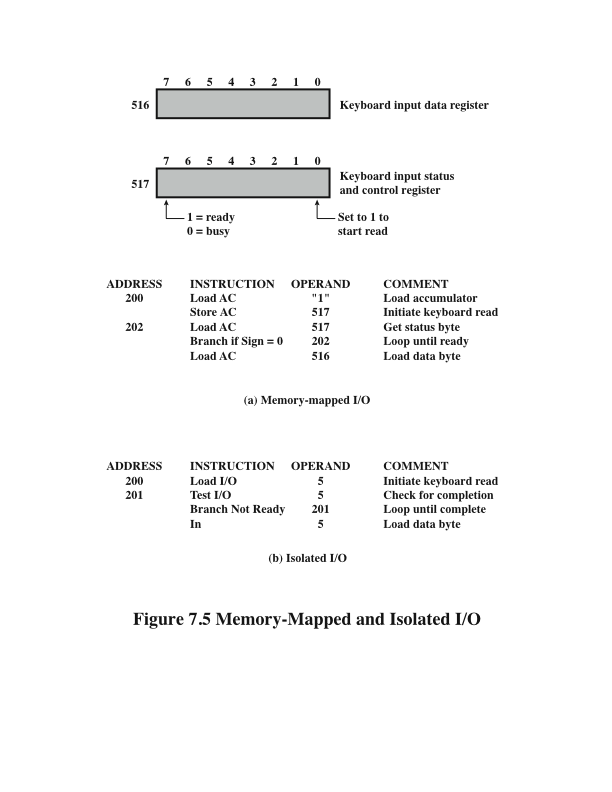 7 6 5 4 3 2 1 0
516 Keyboard input data register
7 6 5 4 3 2 1 0
517 Keyboard input status
and control register
1 = ready Set to 1 to
0 = busy start read
ADDRESS INSTRUCTION OPERAND COMMENT
200 Load AC "1" Load accumulator
Store AC 517 Initiate keyboard read
202 Load AC 517 Get status byte
Branch if Sign = 0 202 Loop until ready
Load AC 516 Load data byte
(a) Memory-mapped I/O
ADDRESS INSTRUCTION OPERAND COMMENT
200 Load I/O 5 Initiate keyboard read
201 Test I/O 5 Check for completion
Branch Not Ready 201 Loop until complete
In 5 Load data byte
(b) Isolated I/O
Figure 7.5 Memory-Mapped and Isolated I/O